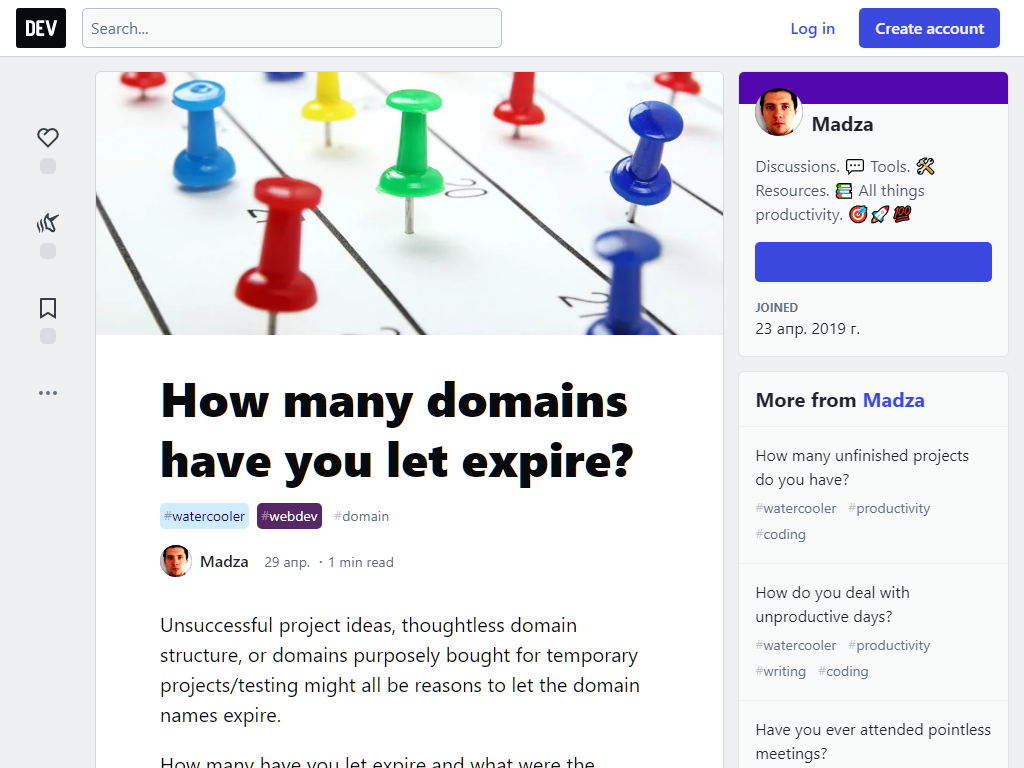 DEV
Search...
Log in
Create account
20
How many domains
have you let expire?
#watercooler #webdev #domain
Madza 29 апр. · 1 min read
Unsuccessful project ideas, thoughtless domain
structure, or domains purposely bought for temporary
projects/testing might all be reasons to let the domain
names expire.
How many have you let expire and what were the
Madza
Discussions. 💬 Tools. 🛠
Resources. 📚 All things
productivity. 🎯🚀💯
JOINED
23 апр. 2019 г.
More from Madza
How many unfinished projects
do you have?
#watercooler #productivity
#coding
How do you deal with
unproductive days?
#watercooler #productivity
#writing #coding
Have you ever attended pointless
meetings?